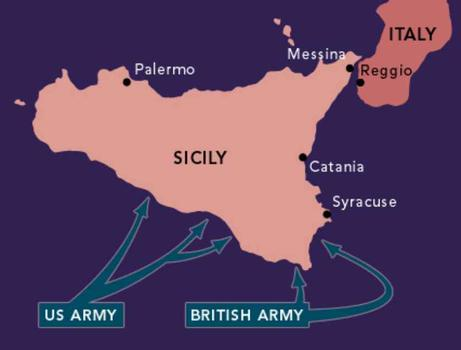 ITALY
Messina
Palermo
Reggio
SICILY
Catania
Syracuse
US ARMY
BRITISH ARMY